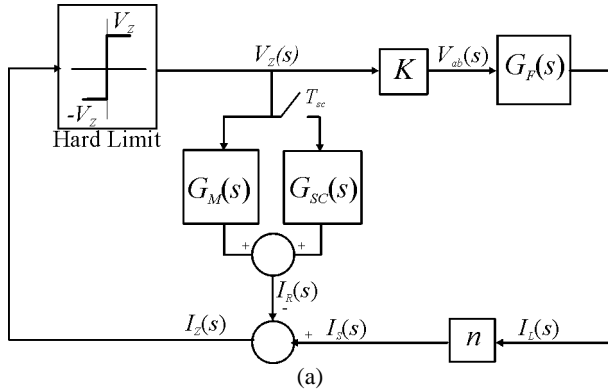 V_Z
-V_Z
Hard Limit
V_Z(s)
K
V_ab(s)
G_F(s)
T_sc
G_M(s)
G_SC(s)
+
+
I_R(s)
-
I_Z(s)
+
I_S(s)
n
I_L(s)
(a)